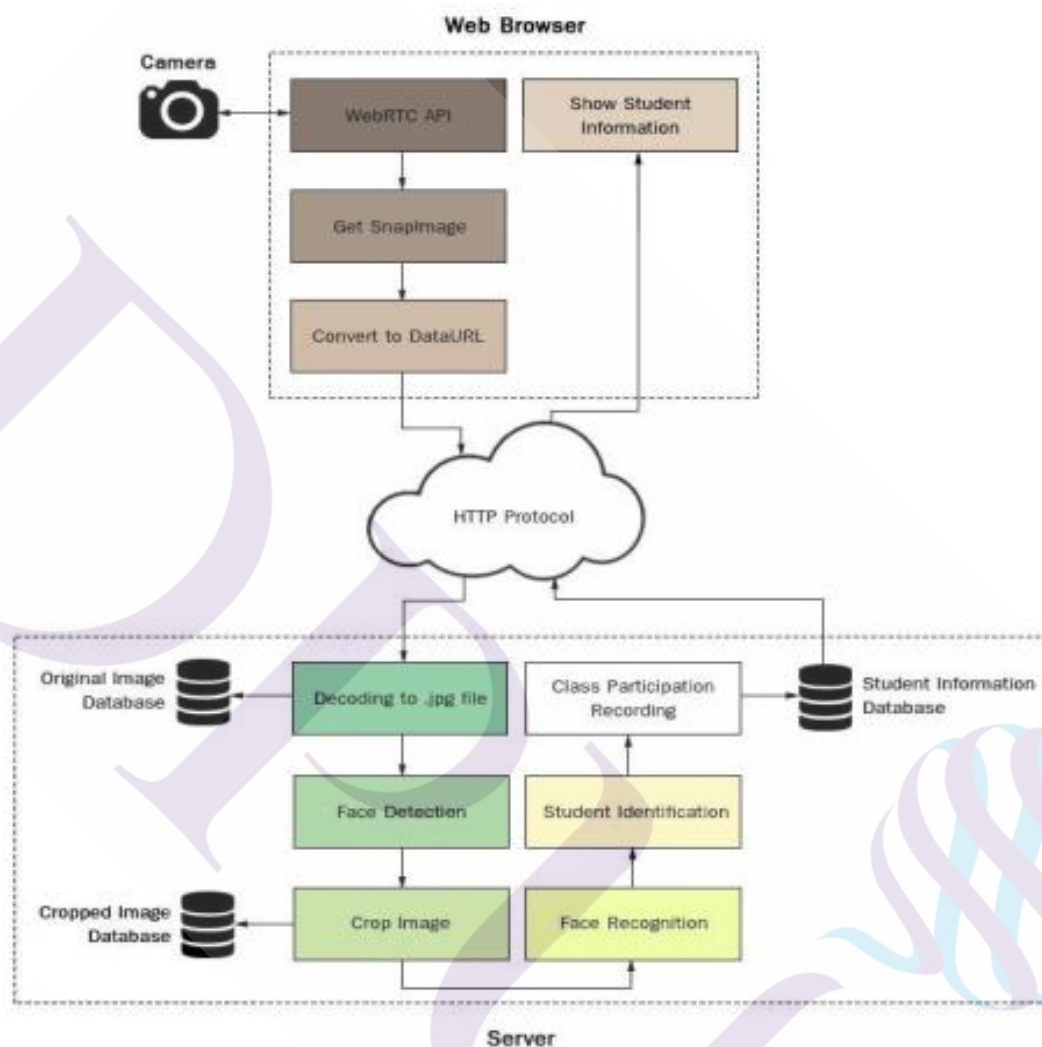 Web Browser
Camera
WebRTC API
Show Student
Information
Get SnapImage
Convert to DataURL
HTTP Protocol
Original Image
Database
Decoding to .jpg file
Class Participation
Recording
Student Information
Database
Face Detection
Student Identification
Cropped Image
Database
Crop Image
Face Recognition
Server